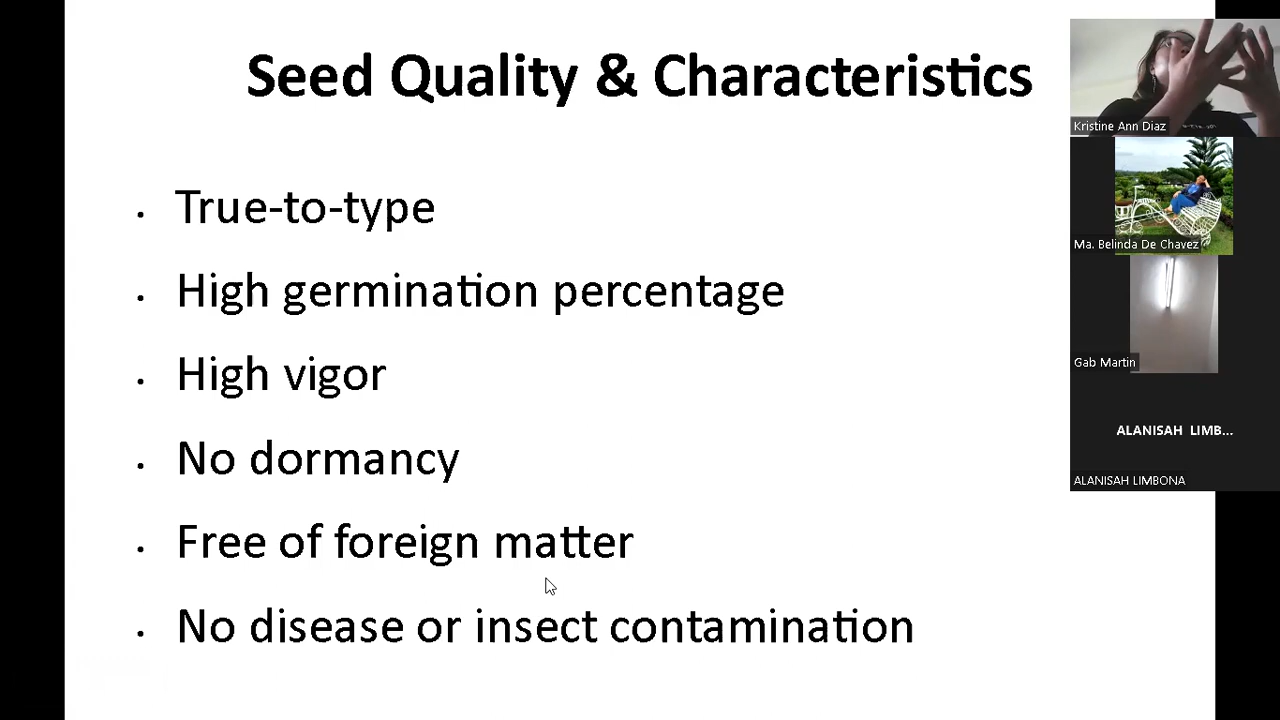 Seed Quality & Characteristics
• True-to-type
• High germination percentage
• High vigor
• No dormancy
• Free of foreign matter
• No disease or insect contamination
Kristine Ann Diaz
Ma. Belinda De Chavez
Gab Martin
ALANISAH LIMB...
ALANISAH LIMBONA